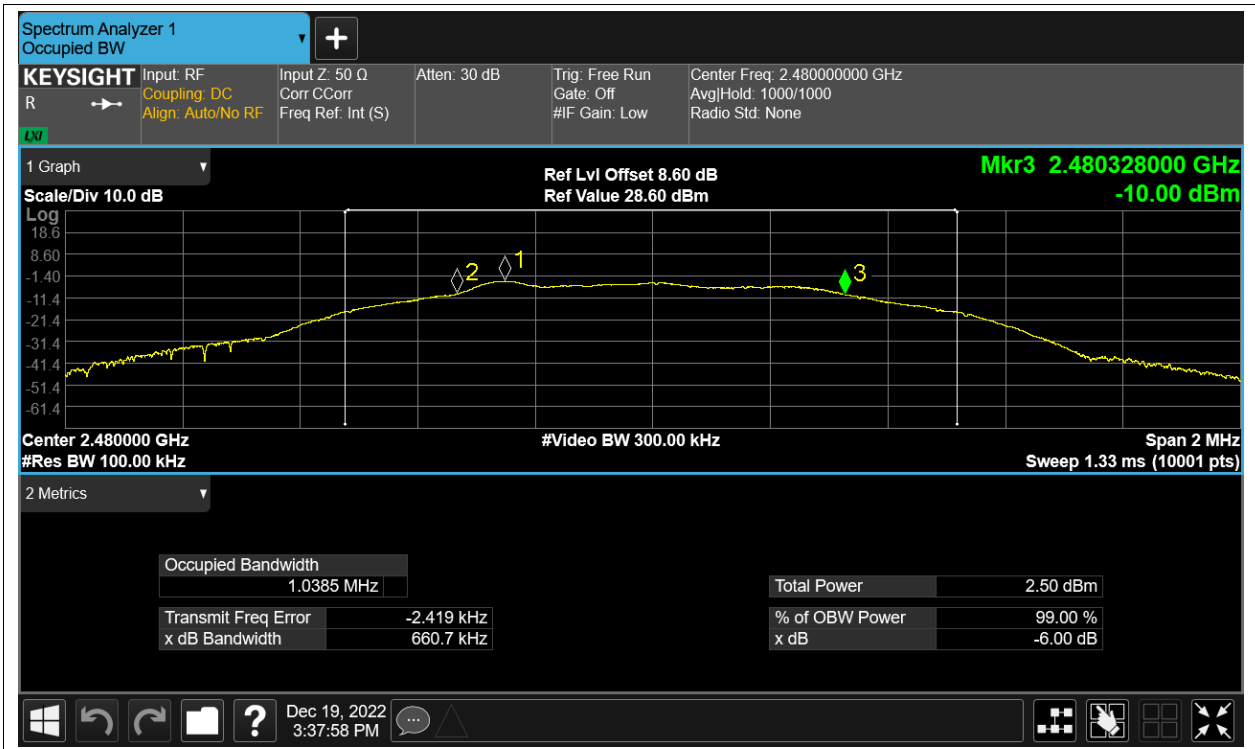 Spectrum Analyzer 1
Occupied BW
KEYSIGHT
R
LXI
Input: RF
Coupling: DC
Align: Auto/No RF
Input Z: 50 Ω
Corr CCorr
Freq Ref: Int (S)
Atten: 30 dB
Trig: Free Run
Gate: Off
#IF Gain: Low
Center Freq: 2.480000000 GHz
Avg|Hold: 1000/1000
Radio Std: None
1 Graph
Scale/Div 10.0 dB
Ref Lvl Offset 8.60 dB
Ref Value 28.60 dBm
Mkr3 2.480328000 GHz
-10.00 dBm
Log
18.6
8.60
-1.40
-11.4
-21.4
-31.4
-41.4
-51.4
-61.4
2
1
3
Center 2.480000 GHz
#Res BW 100.00 kHz
#Video BW 300.00 kHz
Span 2 MHz
Sweep 1.33 ms (10001 pts)
2 Metrics
Occupied Bandwidth
1.0385 MHz
Transmit Freq Error -2.419 kHz
x dB Bandwidth 660.7 kHz
Total Power 2.50 dBm
% of OBW Power 99.00 %
x dB -6.00 dB
?
Dec 19, 2022
3:37:58 PM